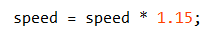 speed = speed * 1.15;